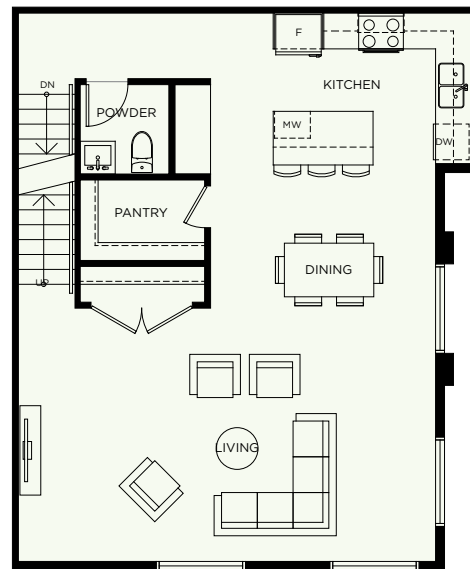 F
KITCHEN
DN
POWDER
MW
DW
PANTRY
DINING
UP
LIVING